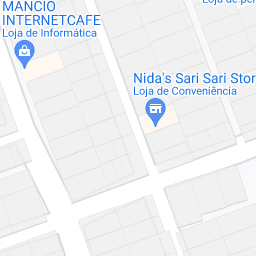 MANCIO
INTERNETCAFE
Loja de Informática
Nida's Sari Sari Stor
Loja de Conveniência